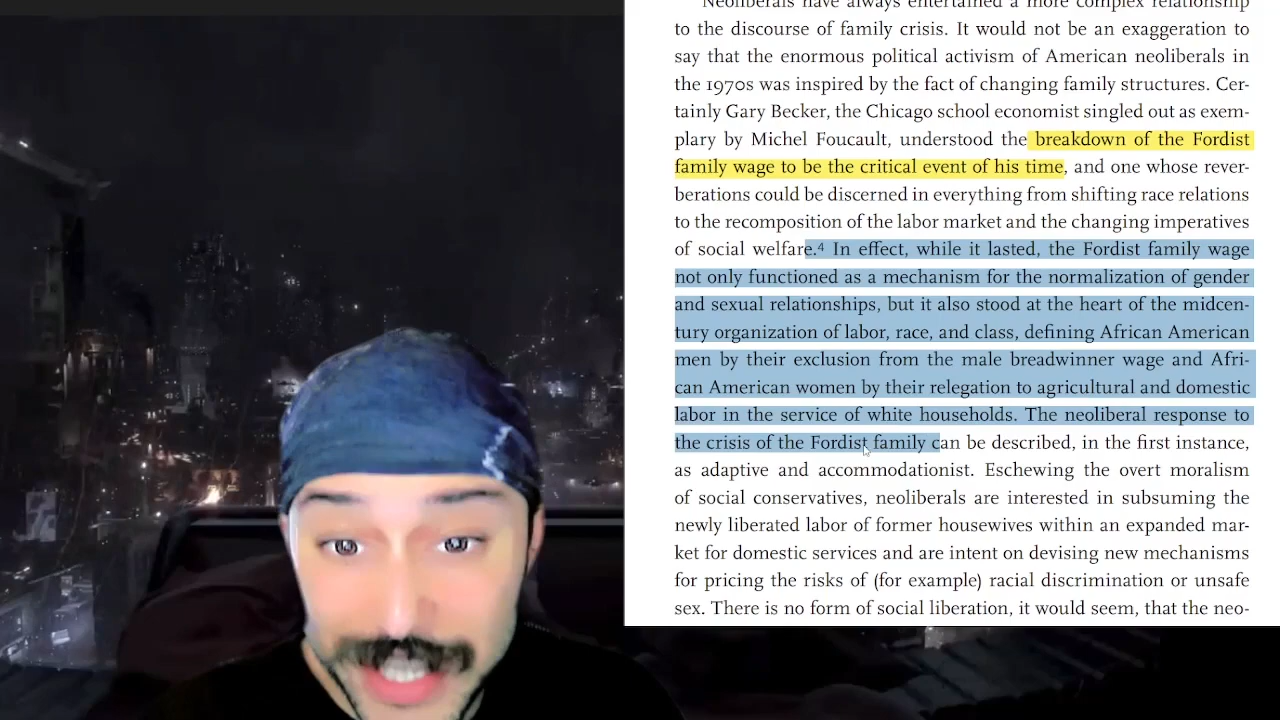 Neoliberals have always entertained a more complex relationship
to the discourse of family crisis. It would not be an exaggeration to
say that the enormous political activism of American neoliberals in
the 1970s was inspired by the fact of changing family structures. Cer-
tainly Gary Becker, the Chicago school economist singled out as exem-
plary by Michel Foucault, understood the breakdown of the Fordist
family wage to be the critical event of his time, and one whose rever-
berations could be discerned in everything from shifting race relations
to the recomposition of the labor market and the changing imperatives
of social welfare.⁴ In effect, while it lasted, the Fordist family wage
not only functioned as a mechanism for the normalization of gender
and sexual relationships, but it also stood at the heart of the midcen-
tury organization of labor, race, and class, defining African American
men by their exclusion from the male breadwinner wage and Afri-
can American women by their relegation to agricultural and domestic
labor in the service of white households. The neoliberal response to
the crisis of the Fordist family can be described, in the first instance,
as adaptive and accommodationist. Eschewing the overt moralism
of social conservatives, neoliberals are interested in subsuming the
newly liberated labor of former housewives within an expanded mar-
ket for domestic services and are intent on devising new mechanisms
for pricing the risks of (for example) racial discrimination or unsafe
sex. There is no form of social liberation, it would seem, that the neo-